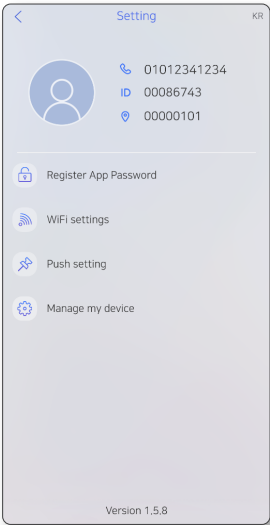 Setting KR
01012341234
ID 00086743
00000101
Register App Password
WiFi settings
Push setting
Manage my device
Version 1,5,8